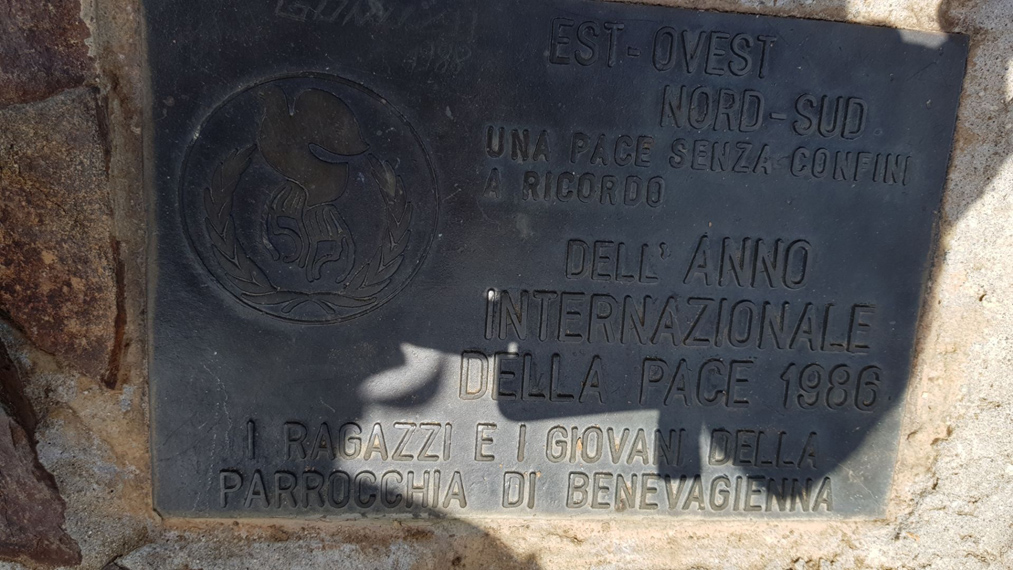 1988
EST-OVEST
NORD-SUD
UNA PACE SENZA CONFINI
A RICORDO
DELL' ANNO
INTERNAZIONALE
DELLA PACE 1986
I RAGAZZI E I GIOVANI DELLA
PARROCCHIA DI BENEVAGIENNA